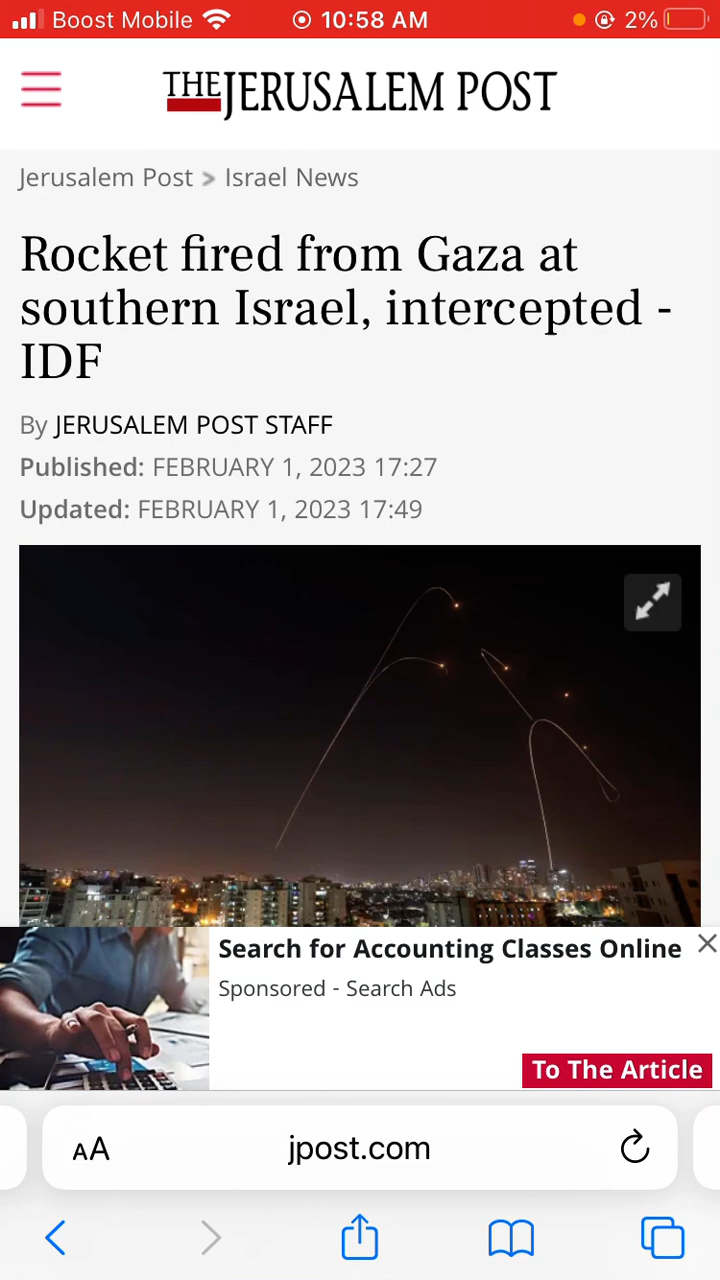 Boost Mobile 10:58 AM 2%
THE JERUSALEM POST
Jerusalem Post > Israel News
Rocket fired from Gaza at
southern Israel, intercepted -
IDF
By JERUSALEM POST STAFF
Published: FEBRUARY 1, 2023 17:27
Updated: FEBRUARY 1, 2023 17:49
Search for Accounting Classes Online
Sponsored - Search Ads
To The Article
AA jpost.com